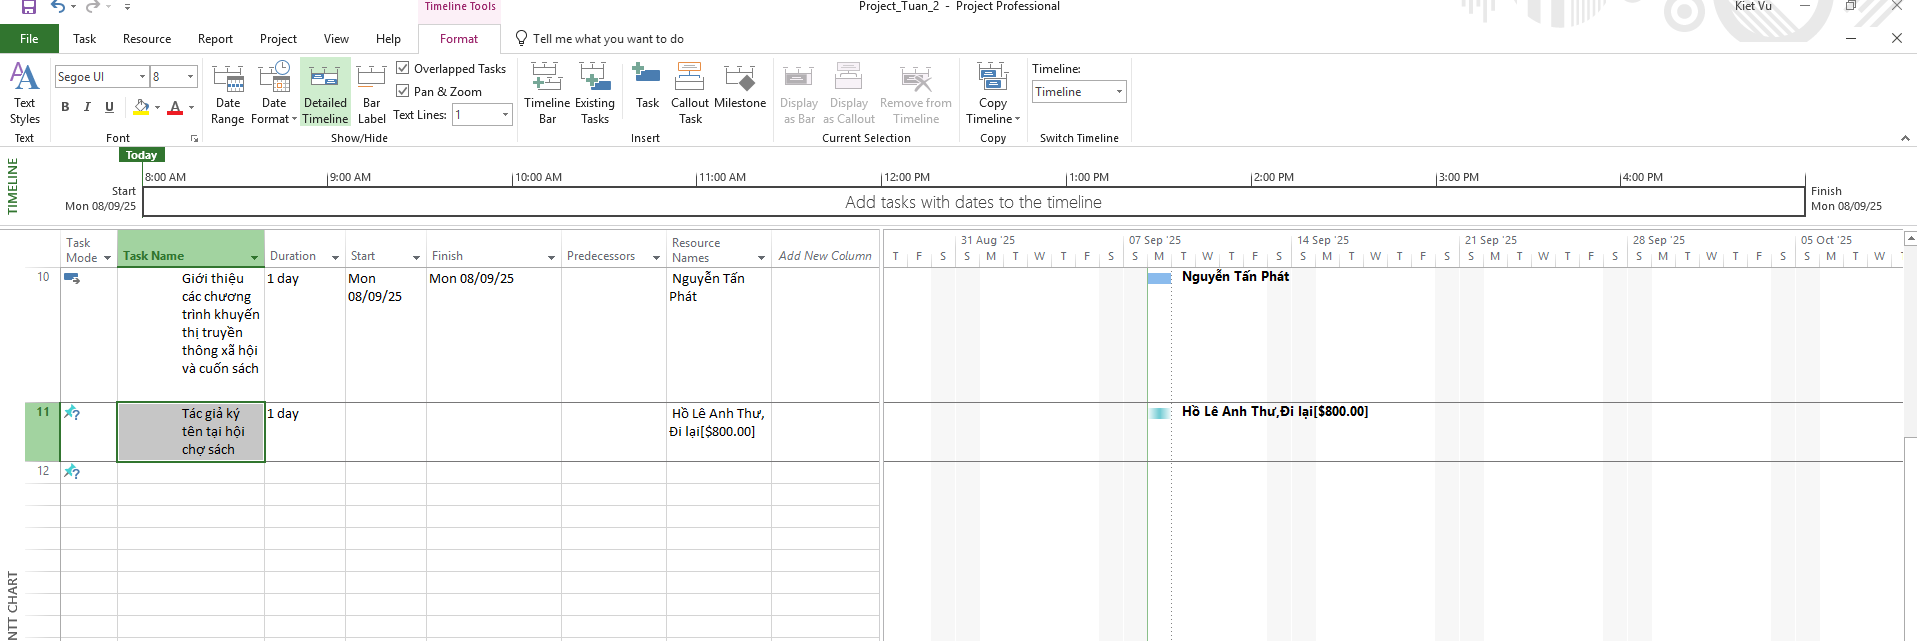 Timeline Tools
Project_Tuan_2 - Project Professional
Kiet Vu
File Task Resource Report Project View Help Format Tell me what you want to do
Text Styles
Segoe UI 8
B I U A
Date Range
Date Format
Detailed Timeline
Bar Label
Overlapped Tasks
Pan & Zoom
Text Lines: 1
Timeline Bar
Existing Tasks
Task
Callout Task
Milestone
Display as Bar
Display as Callout
Remove from Timeline
Copy Timeline
Timeline:
Timeline
Text Font Show/Hide Insert Current Selection Copy Switch Timeline
TIMELINE
Today
8:00 AM 9:00 AM 10:00 AM 11:00 AM 12:00 PM 1:00 PM 2:00 PM 3:00 PM 4:00 PM
Start
Mon 08/09/25
Add tasks with dates to the timeline
Finish
Mon 08/09/25
Task Mode
Task Name
Duration
Start
Finish
Predecessors
Resource Names
Add New Column
31 Aug '25 07 Sep '25 14 Sep '25 21 Sep '25 28 Sep '25 05 Oct '25
T F S S M T W T F S S M T W T F S S M T W T F S S M T W T F S S M T W T F S S M T W
10
Giới thiệu
các chương
trình khuyến
thị truyền
thông xã hội
và cuốn sách
1 day
Mon
08/09/25
Mon 08/09/25
Nguyễn Tấn
Phát
Nguyễn Tấn Phát
11
Tác giả ký
tên tại hội
chợ sách
1 day
Hồ Lê Anh Thư,
Đi lại[$800.00]
Hồ Lê Anh Thư,Đi lại[$800.00]
12
NTT CHART